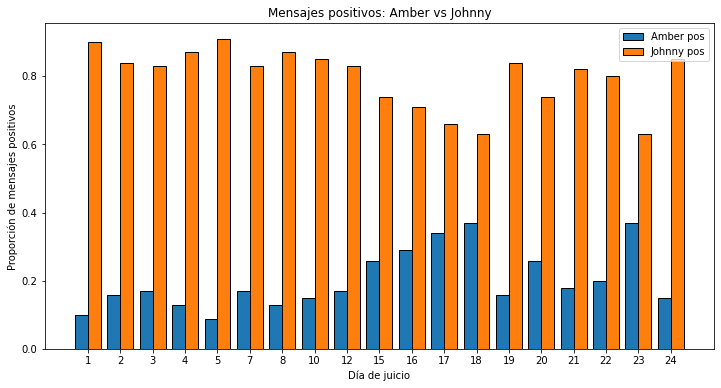 Mensajes positivos: Amber vs Johnny
Amber pos
Johnny pos
Proporción de mensajes positivos
0.8
0.6
0.4
0.2
0.0
1 2 3 4 5 7 8 10 12 15 16 17 18 19 20 21 22 23 24
Día de juicio